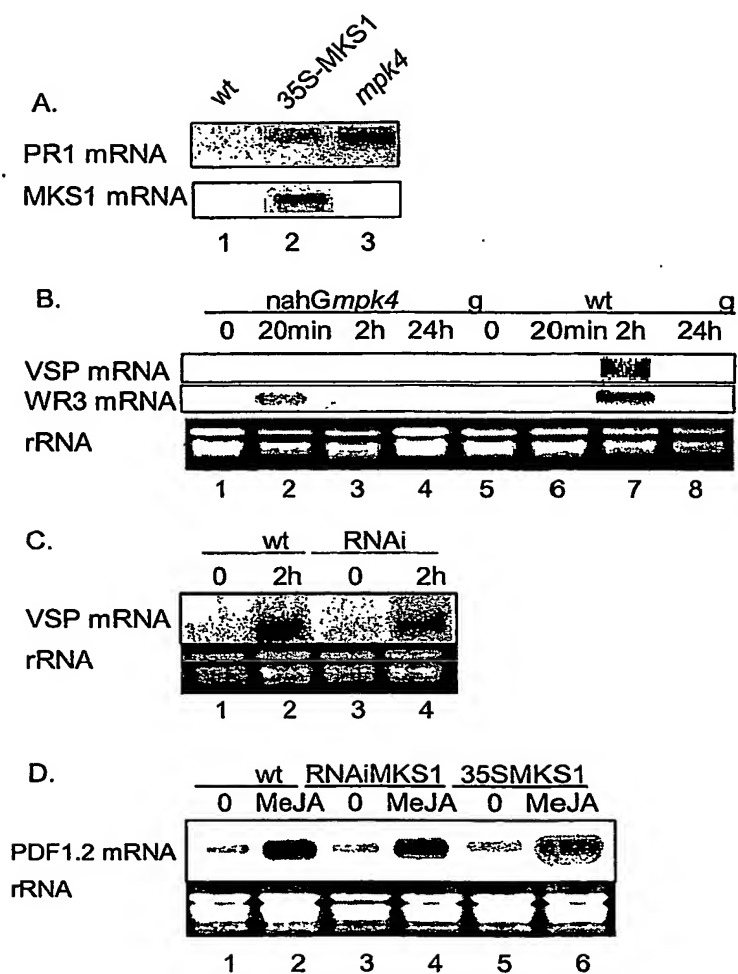 A.
wt 35S-MKS1 mpk4
PR1 mRNA
MKS1 mRNA
1 2 3
B.
nahGmpk4 g wt g
0 20min 2h 24h 0 20min 2h 24h
VSP mRNA
WR3 mRNA
rRNA
1 2 3 4 5 6 7 8
C.
wt RNAi
0 2h 0 2h
VSP mRNA
rRNA
1 2 3 4
D.
wt RNAiMKS1 35SMKS1
0 MeJA 0 MeJA 0 MeJA
PDF1.2 mRNA
rRNA
1 2 3 4 5 6